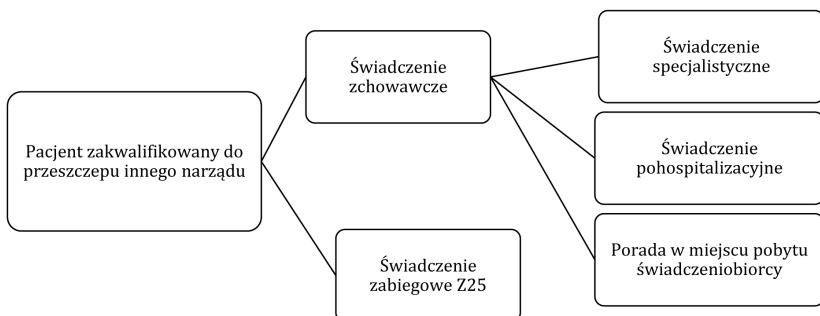 Pacjent zakwalifikowany do
przeszczepu innego narządu
Świadczenie
zchowawcze
Świadczenie
zabiegowe Z25
Świadczenie
specjalistyczne
Świadczenie
pohospitalizacyjne
Porada w miejscu pobytu
świadczeniobiorcy